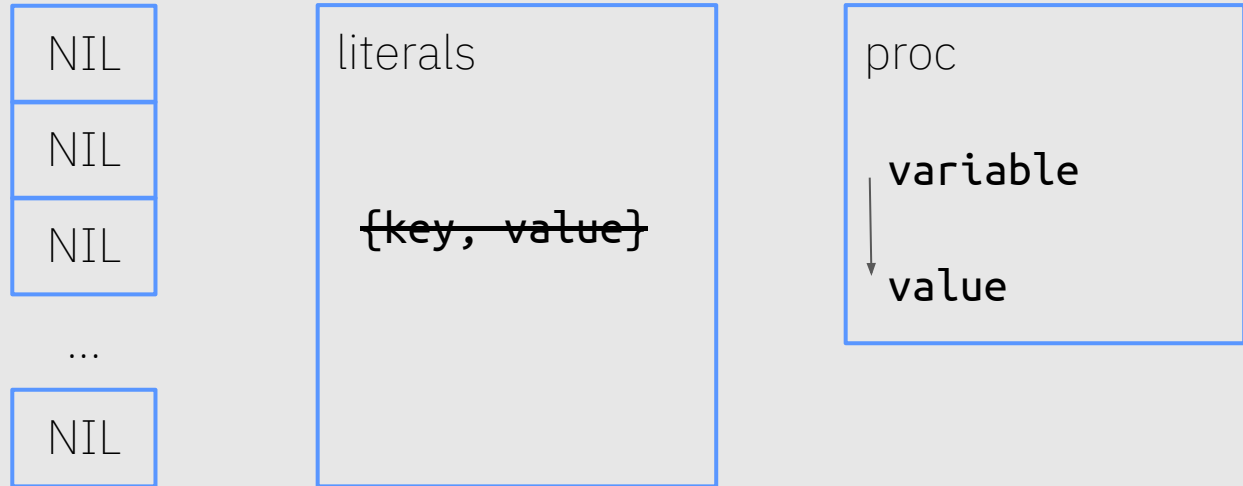 NIL
NIL
NIL
...
NIL
literals
{key, value}
proc
variable
value